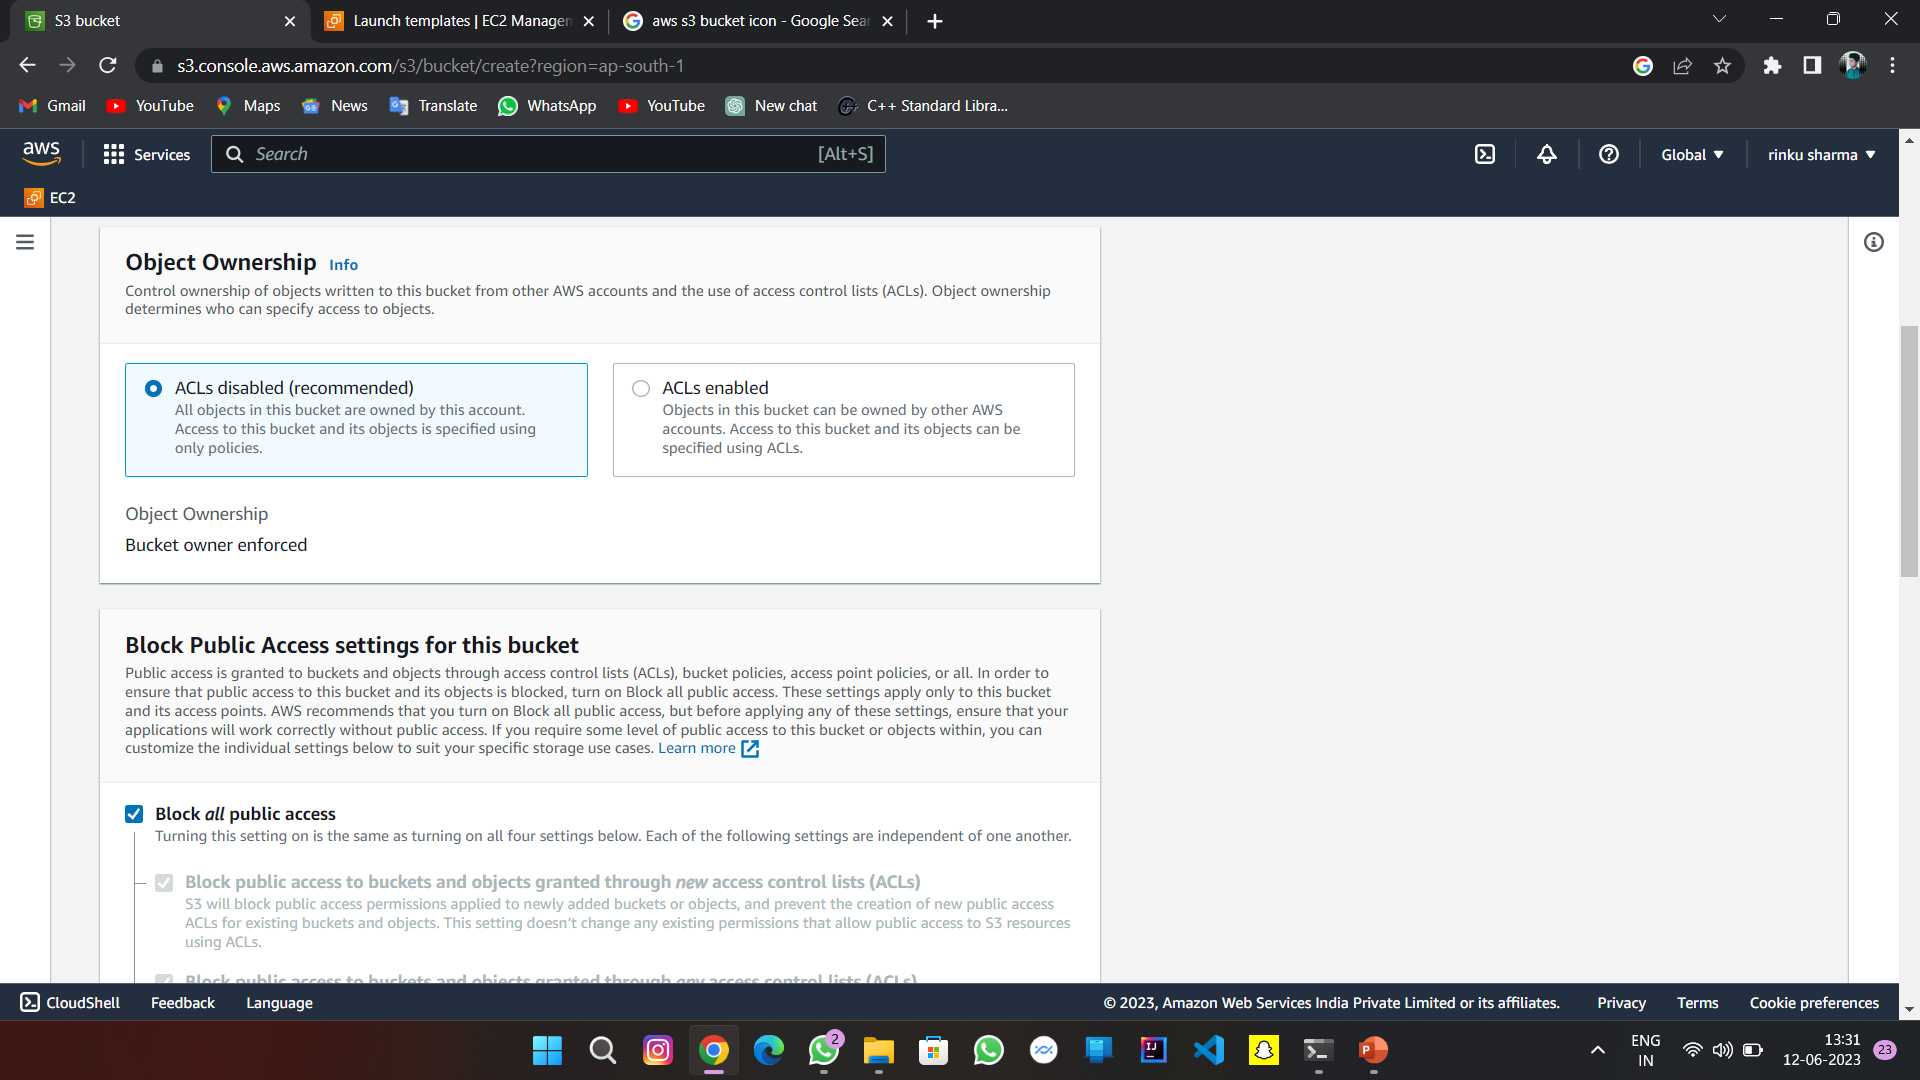 S3 bucket
Launch templates | EC2 Managem
aws s3 bucket icon - Google Sear
s3.console.aws.amazon.com/s3/bucket/create?region=ap-south-1
Gmail
YouTube
Maps
News
Translate
WhatsApp
YouTube
New chat
C++ Standard Libra...
aws
Services
Search
[Alt+S]
Global
rinku sharma
EC2
Object Ownership Info
Control ownership of objects written to this bucket from other AWS accounts and the use of access control lists (ACLs). Object ownership
determines who can specify access to objects.
ACLs disabled (recommended)
All objects in this bucket are owned by this account.
Access to this bucket and its objects is specified using
only policies.
ACLs enabled
Objects in this bucket can be owned by other AWS
accounts. Access to this bucket and its objects can be
specified using ACLs.
Object Ownership
Bucket owner enforced
Block Public Access settings for this bucket
Public access is granted to buckets and objects through access control lists (ACLs), bucket policies, access point policies, or all. In order to
ensure that public access to this bucket and its objects is blocked, turn on Block all public access. These settings apply only to this bucket
and its access points. AWS recommends that you turn on Block all public access, but before applying any of these settings, ensure that your
applications will work correctly without public access. If you require some level of public access to this bucket or objects within, you can
customize the individual settings below to suit your specific storage use cases. Learn more
Block all public access
Turning this setting on is the same as turning on all four settings below. Each of the following settings are independent of one another.
Block public access to buckets and objects granted through new access control lists (ACLs)
S3 will block public access permissions applied to newly added buckets or objects, and prevent the creation of new public access
ACLs for existing buckets and objects. This setting doesn't change any existing permissions that allow public access to S3 resources
using ACLs.
Block public access to buckets and objects granted through any access control lists (ACLs)
CloudShell
Feedback
Language
© 2023, Amazon Web Services India Private Limited or its affiliates.
Privacy
Terms
Cookie preferences
2
IJ
P
ENG
IN
13:31
12-06-2023
23